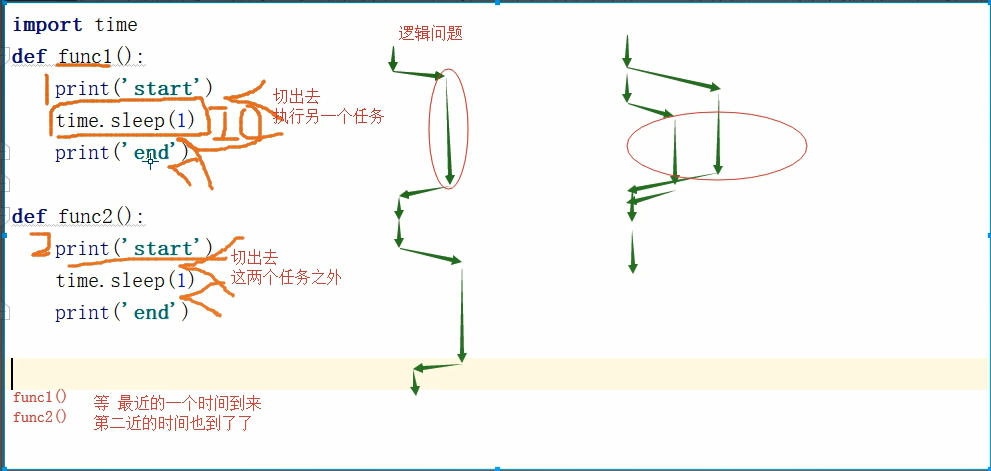 import time
def func1():
print('start')
time.sleep(1)
print('end')
def func2():
print('start')
time.sleep(1)
print('end')
逻辑问题
切出去
执行另一个任务
1
IO
2
切出去
这两个任务之外
func1() 等 最近的一个时间到来
func2() 第二近的时间也到了了